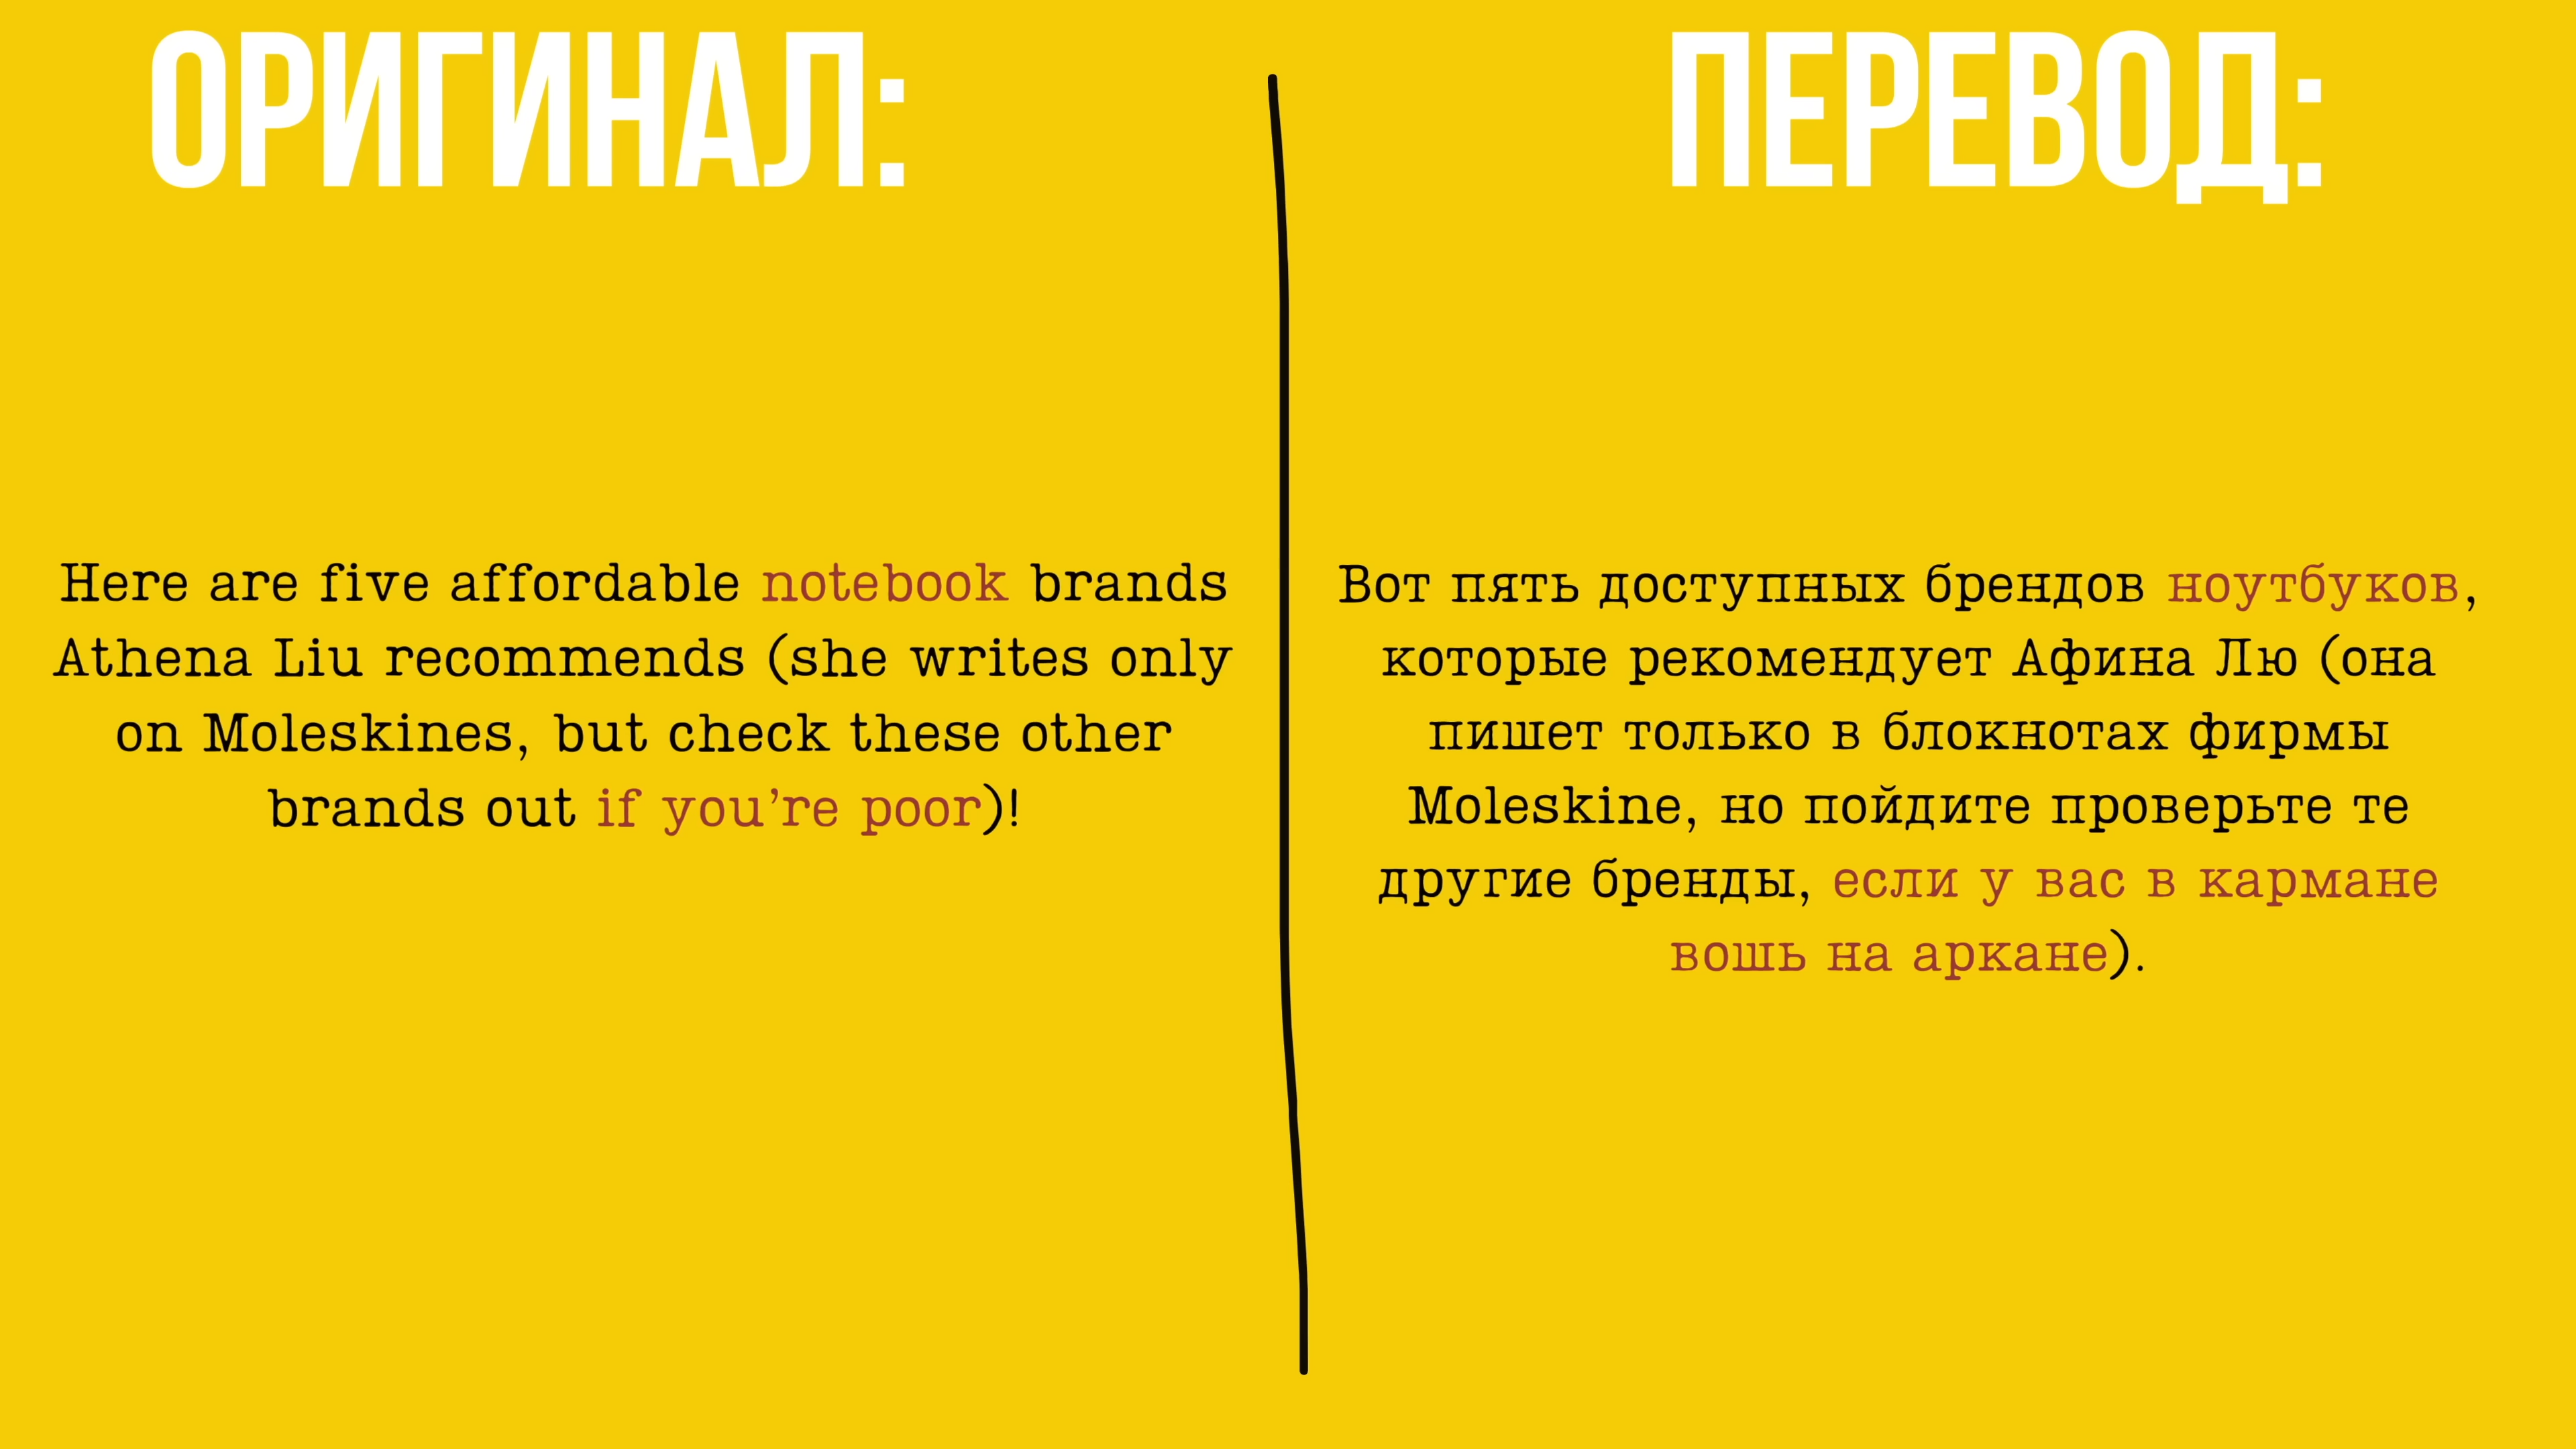 ОРИГИНАЛ:
Here are five affordable notebook brands
Athena Liu recommends (she writes only
on Moleskines, but check these other
brands out if you're poor)!
ПЕРЕВОД:
Вот пять доступных брендов ноутбуков,
которые рекомендует Афина Лю (она
пишет только в блокнотах фирмы
Moleskine, но пойдите проверьте те
другие бренды, если у вас в кармане
вошь на аркане).